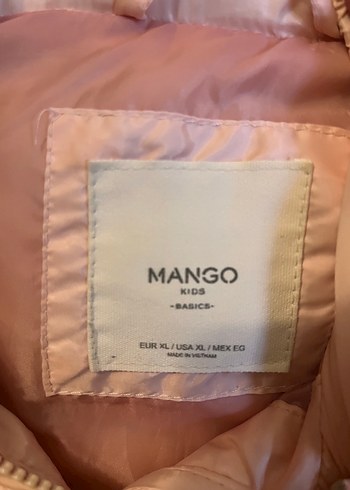 MANGO
KIDS
-BASICS-
EUR XL / USA XL / MEX EG
MADE IN VIETNAM